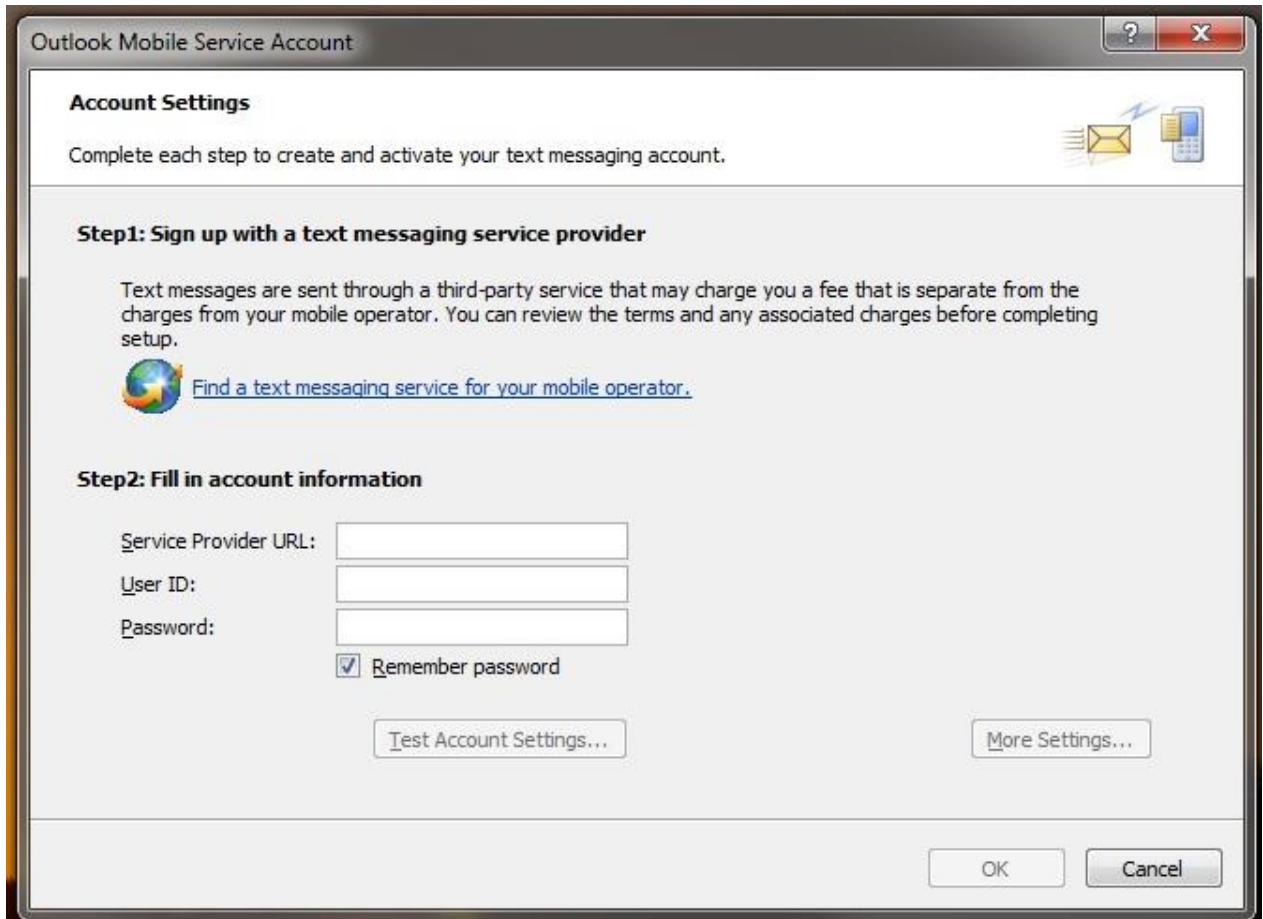 Outlook Mobile Service Account
Account Settings
Complete each step to create and activate your text messaging account.
Step1: Sign up with a text messaging service provider
Text messages are sent through a third-party service that may charge you a fee that is separate from the
charges from your mobile operator. You can review the terms and any associated charges before completing
setup.
Find a text messaging service for your mobile operator.
Step2: Fill in account information
Service Provider URL:
User ID:
Password:
Remember password
Test Account Settings...
More Settings...
OK
Cancel